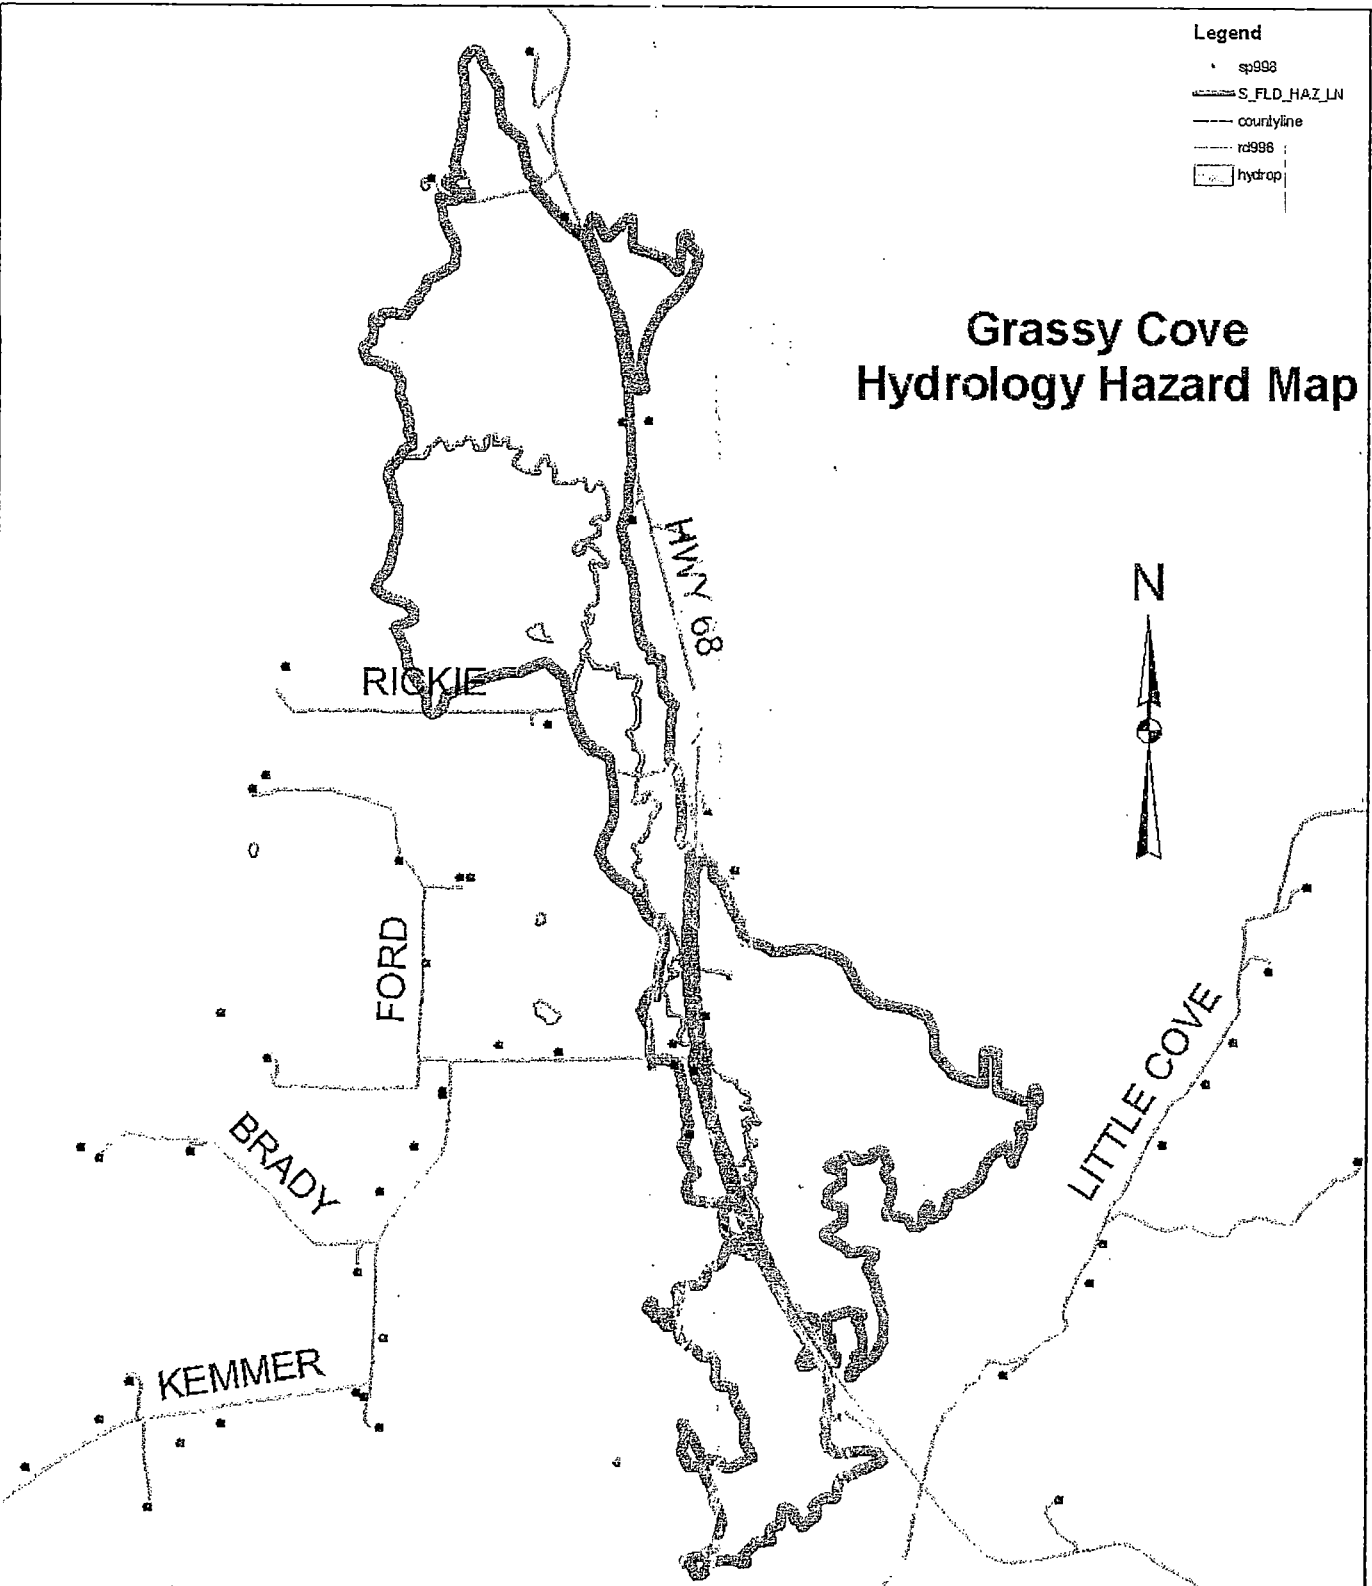 Legend
sp998
S_FLD_HAZ_LN
countyline
rd998
hydrop
Grassy Cove
Hydrology Hazard Map
HWY 68
N
RICKIE
FORD
LITTLE COVE
BRADY
KEMMER